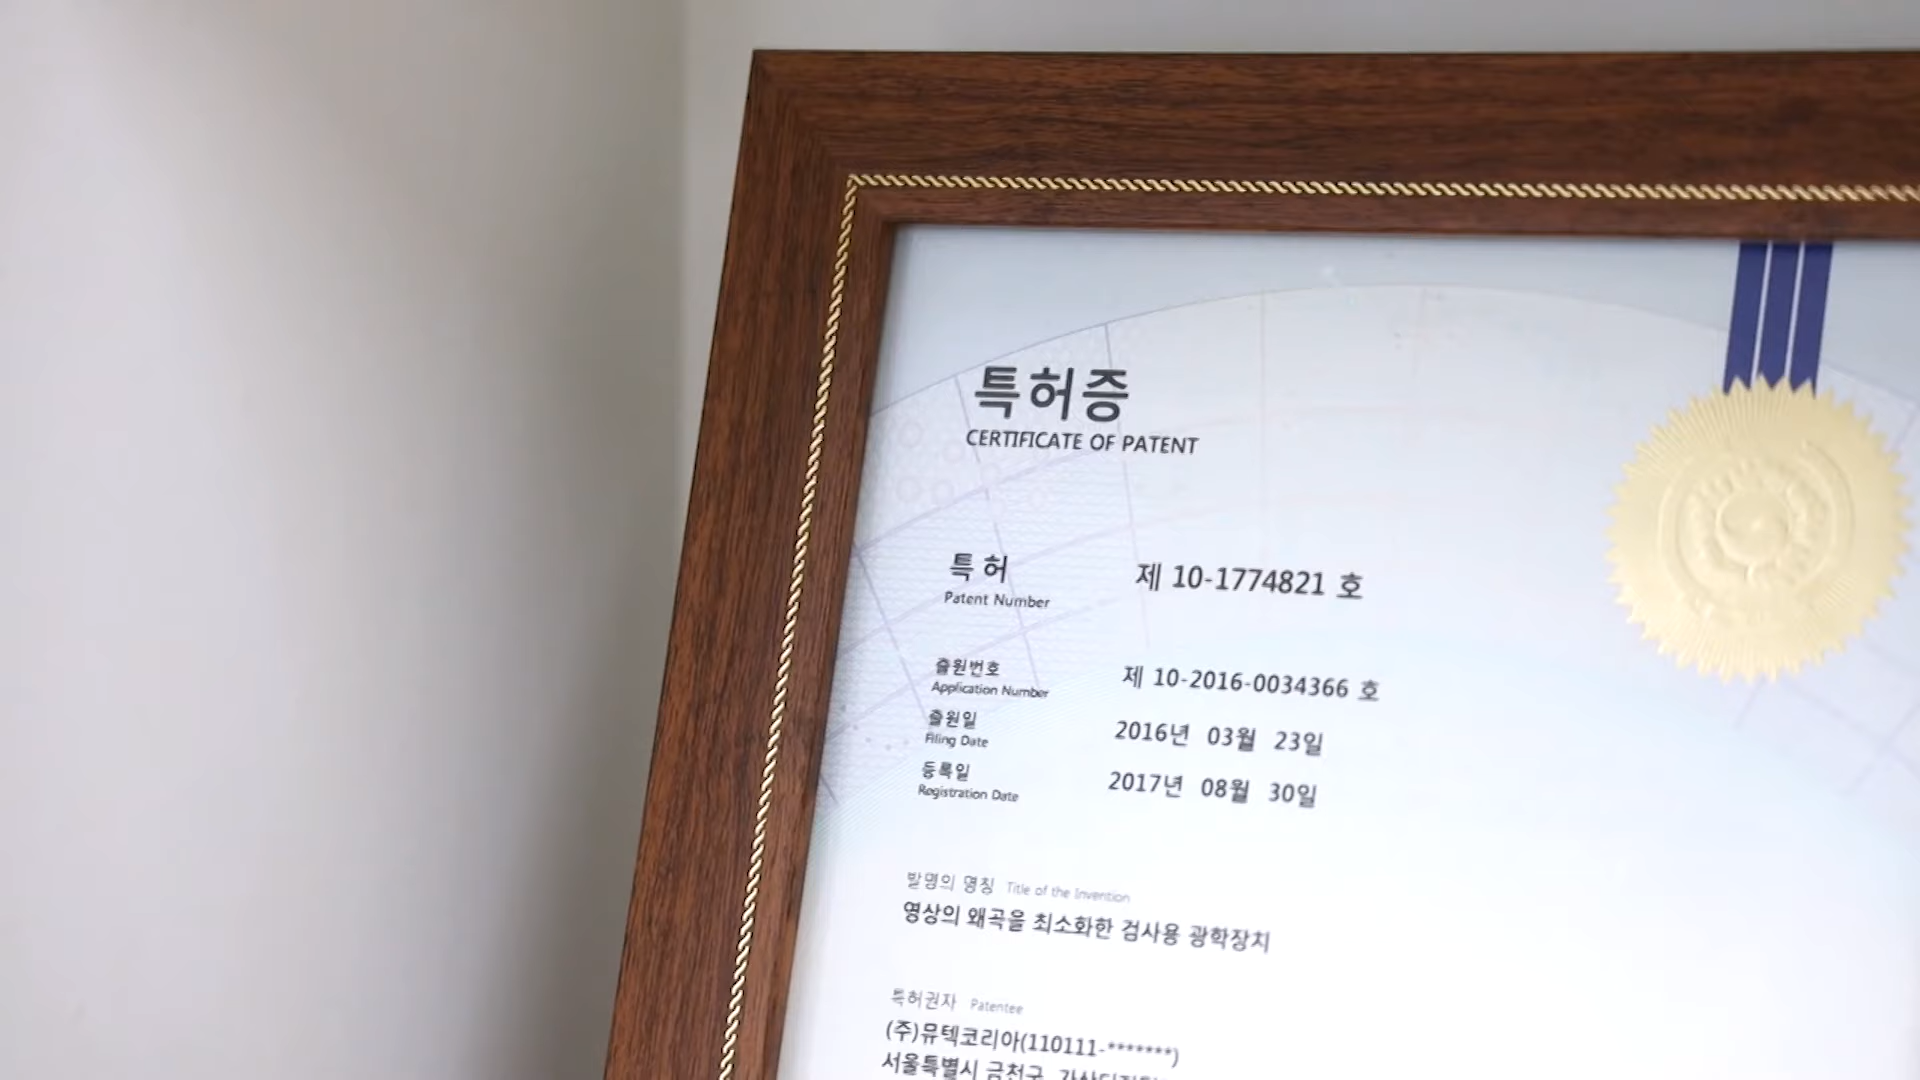 특허증
CERTIFICATE OF PATENT
특 허 제 10-1774821 호
Patent Number
출원번호 제 10-2016-0034366 호
Application Number
출원일 2016년 03월 23일
Filing Date
등록일 2017년 08월 30일
Registration Date
발명의 명칭 Title of the Invention
영상의 왜곡을 최소화한 검사용 광학장치
특허권자 Patentee
(주)뮤텍코리아(110111-*******)
서울특별시 금천구